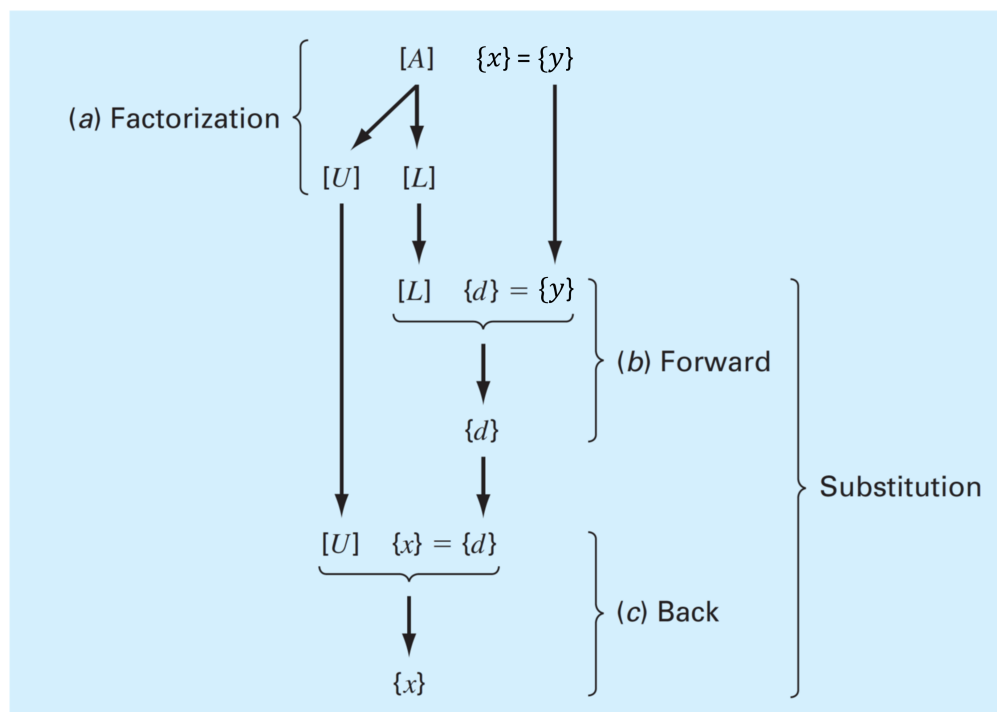 [A] {x} = {y}
(a) Factorization
[U] [L]
[L] {d} = {y}
(b) Forward
{d}
Substitution
[U] {x} = {d}
(c) Back
{x}